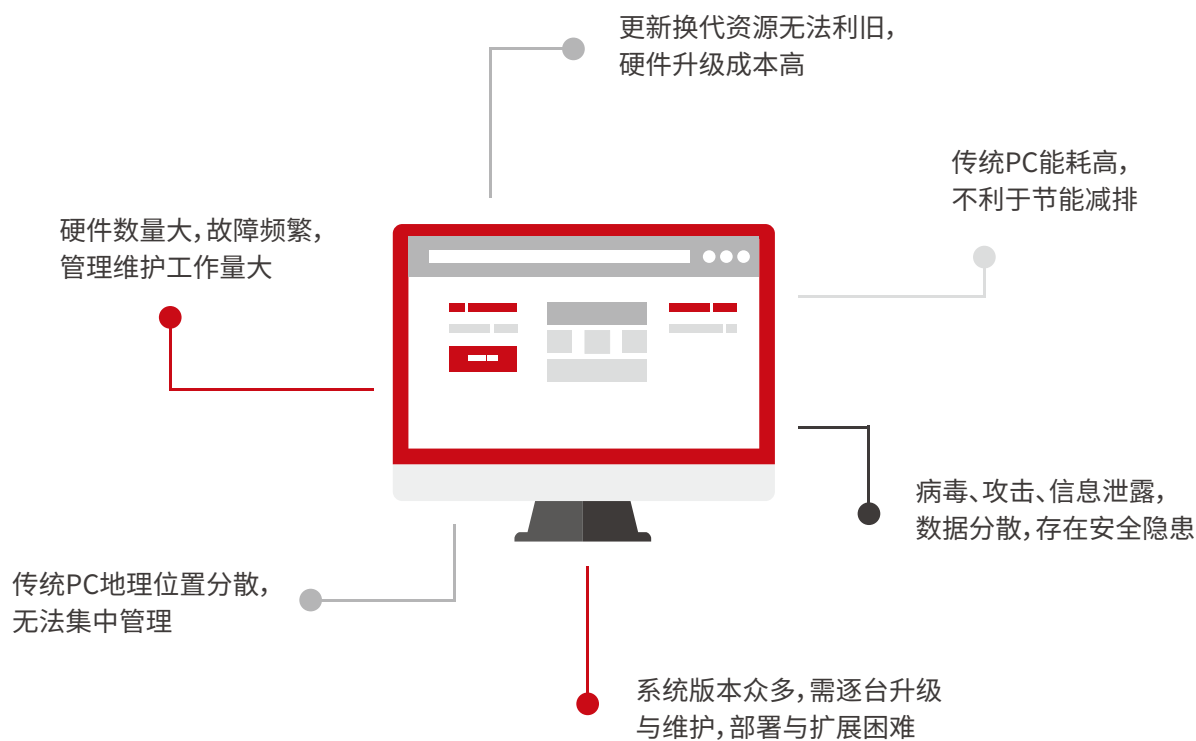 更新换代资源无法利旧，
硬件升级成本高
传统PC能耗高，
不利于节能减排
硬件数量大，故障频繁，
管理维护工作量大
病毒、攻击、信息泄露，
数据分散，存在安全隐患
传统PC地理位置分散，
无法集中管理
系统版本众多，需逐台升级
与维护，部署与扩展困难